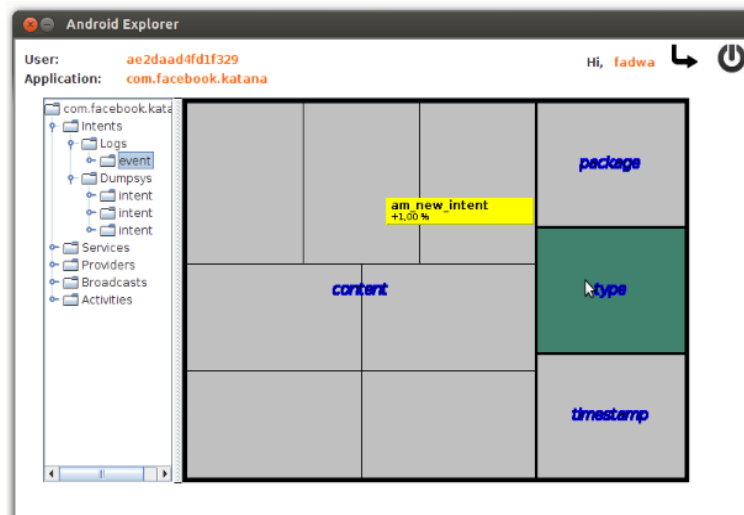 Android Explorer
User: ae2daad4fd1f329
Application: com.facebook.katana
Hi, fadwa
com.facebook.kata
Intents
Logs
event
Dumpsys
intent
intent
intent
Services
Providers
Broadcasts
Activities
package
am_new_intent
+1,00 %
content
type
timestamp